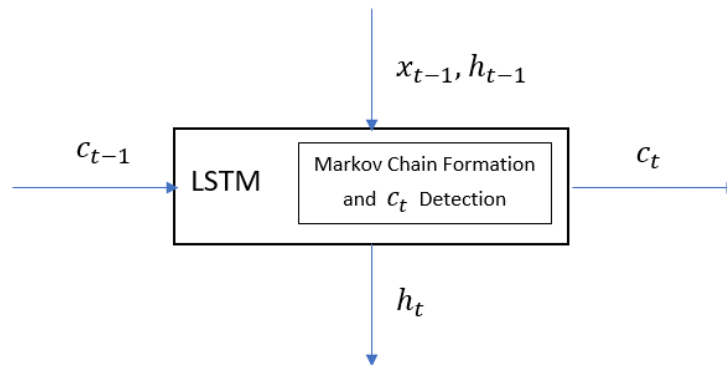 x_{t−1}, h_{t−1}
c_{t−1}
LSTM
Markov Chain Formation
and c_t Detection
c_t
h_t